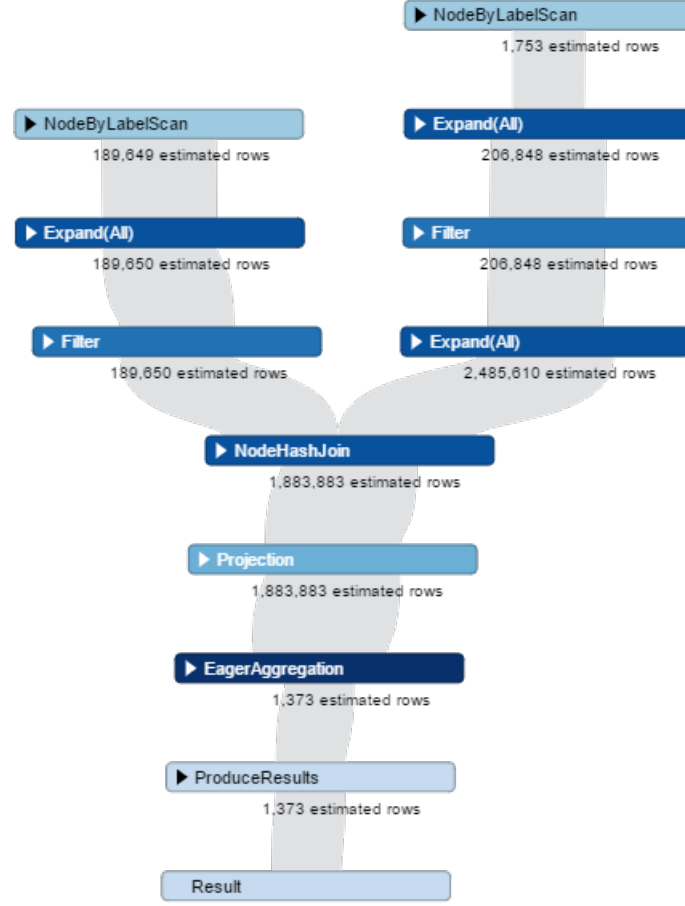 NodeByLabelScan
1,753 estimated rows
NodeByLabelScan
189,649 estimated rows
Expand(All)
206,848 estimated rows
Expand(All)
189,650 estimated rows
Filter
206,848 estimated rows
Filter
189,650 estimated rows
Expand(All)
2,485,610 estimated rows
NodeHashJoin
1,883,883 estimated rows
Projection
1,883,883 estimated rows
EagerAggregation
1,373 estimated rows
ProduceResults
1,373 estimated rows
Result